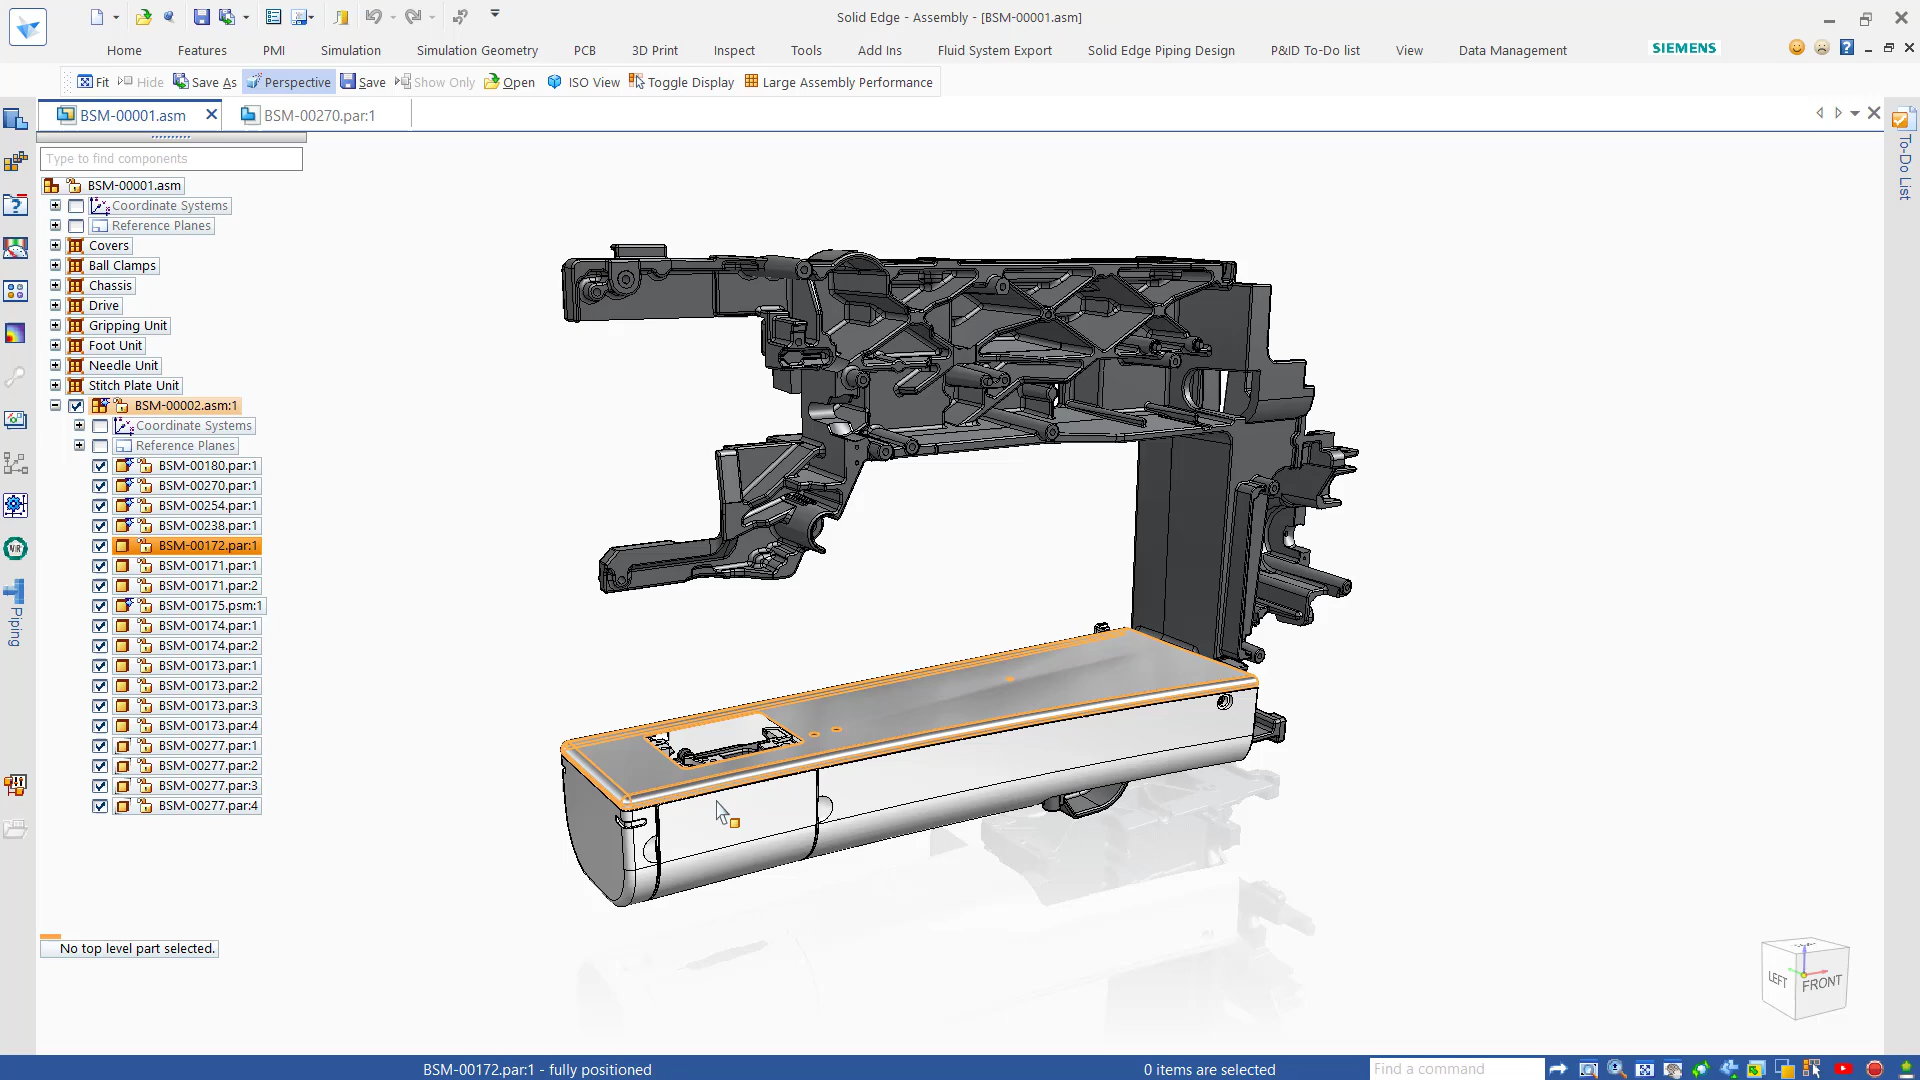 Solid Edge - Assembly - [BSM-00001.asm]
Home Features PMI Simulation Simulation Geometry PCB 3D Print Inspect Tools Add Ins Fluid System Export Solid Edge Piping Design P&ID To-Do list View Data Management SIEMENS
Fit Hide Save As Perspective Save Show Only Open ISO View Toggle Display Large Assembly Performance
BSM-00001.asm BSM-00270.par:1
To-Do List
Type to find components
BSM-00001.asm
Coordinate Systems
Reference Planes
Covers
Ball Clamps
Chassis
Drive
Gripping Unit
Foot Unit
Needle Unit
Stitch Plate Unit
BSM-00002.asm:1
Coordinate Systems
Reference Planes
BSM-00180.par:1
BSM-00270.par:1
BSM-00254.par:1
BSM-00238.par:1
BSM-00172.par:1
BSM-00171.par:1
BSM-00171.par:2
BSM-00175.psm:1
BSM-00174.par:1
BSM-00174.par:2
BSM-00173.par:1
BSM-00173.par:2
BSM-00173.par:3
BSM-00173.par:4
BSM-00277.par:1
BSM-00277.par:2
BSM-00277.par:3
BSM-00277.par:4
Piping
No top level part selected.
LEFT FRONT
BSM-00172.par:1 - fully positioned 0 items are selected Find a command